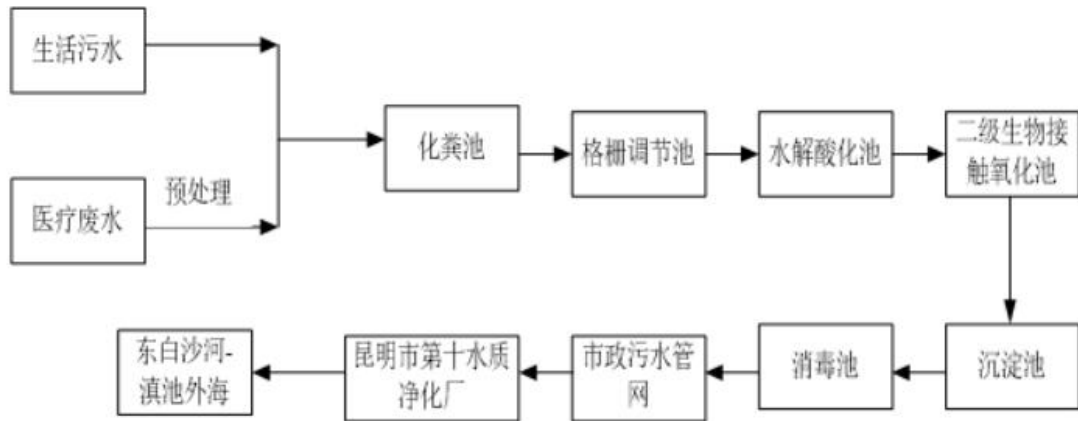 生活污水
预处理
医疗废水
化粪池
格栅调节池
水解酸化池
二级生物接
触氧化池
沉淀池
消毒池
市政污水管
网
昆明市第十水质
净化厂
东白沙河-
滇池外海